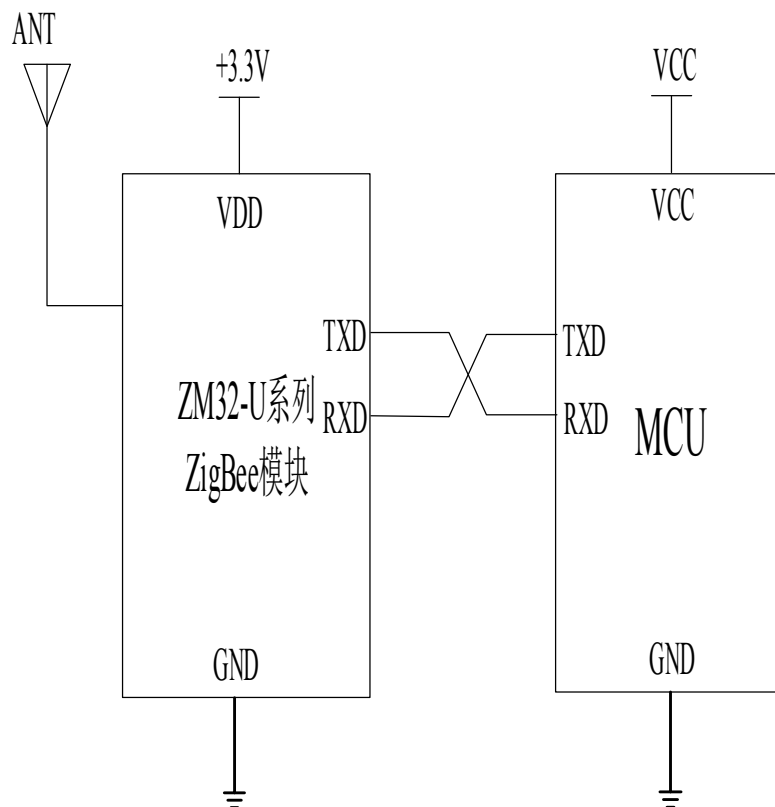 ANT
+3.3V
VCC
VDD
VCC
TXD
TXD
ZM32-U系列
RXD
RXD
MCU
ZigBee模块
GND
GND